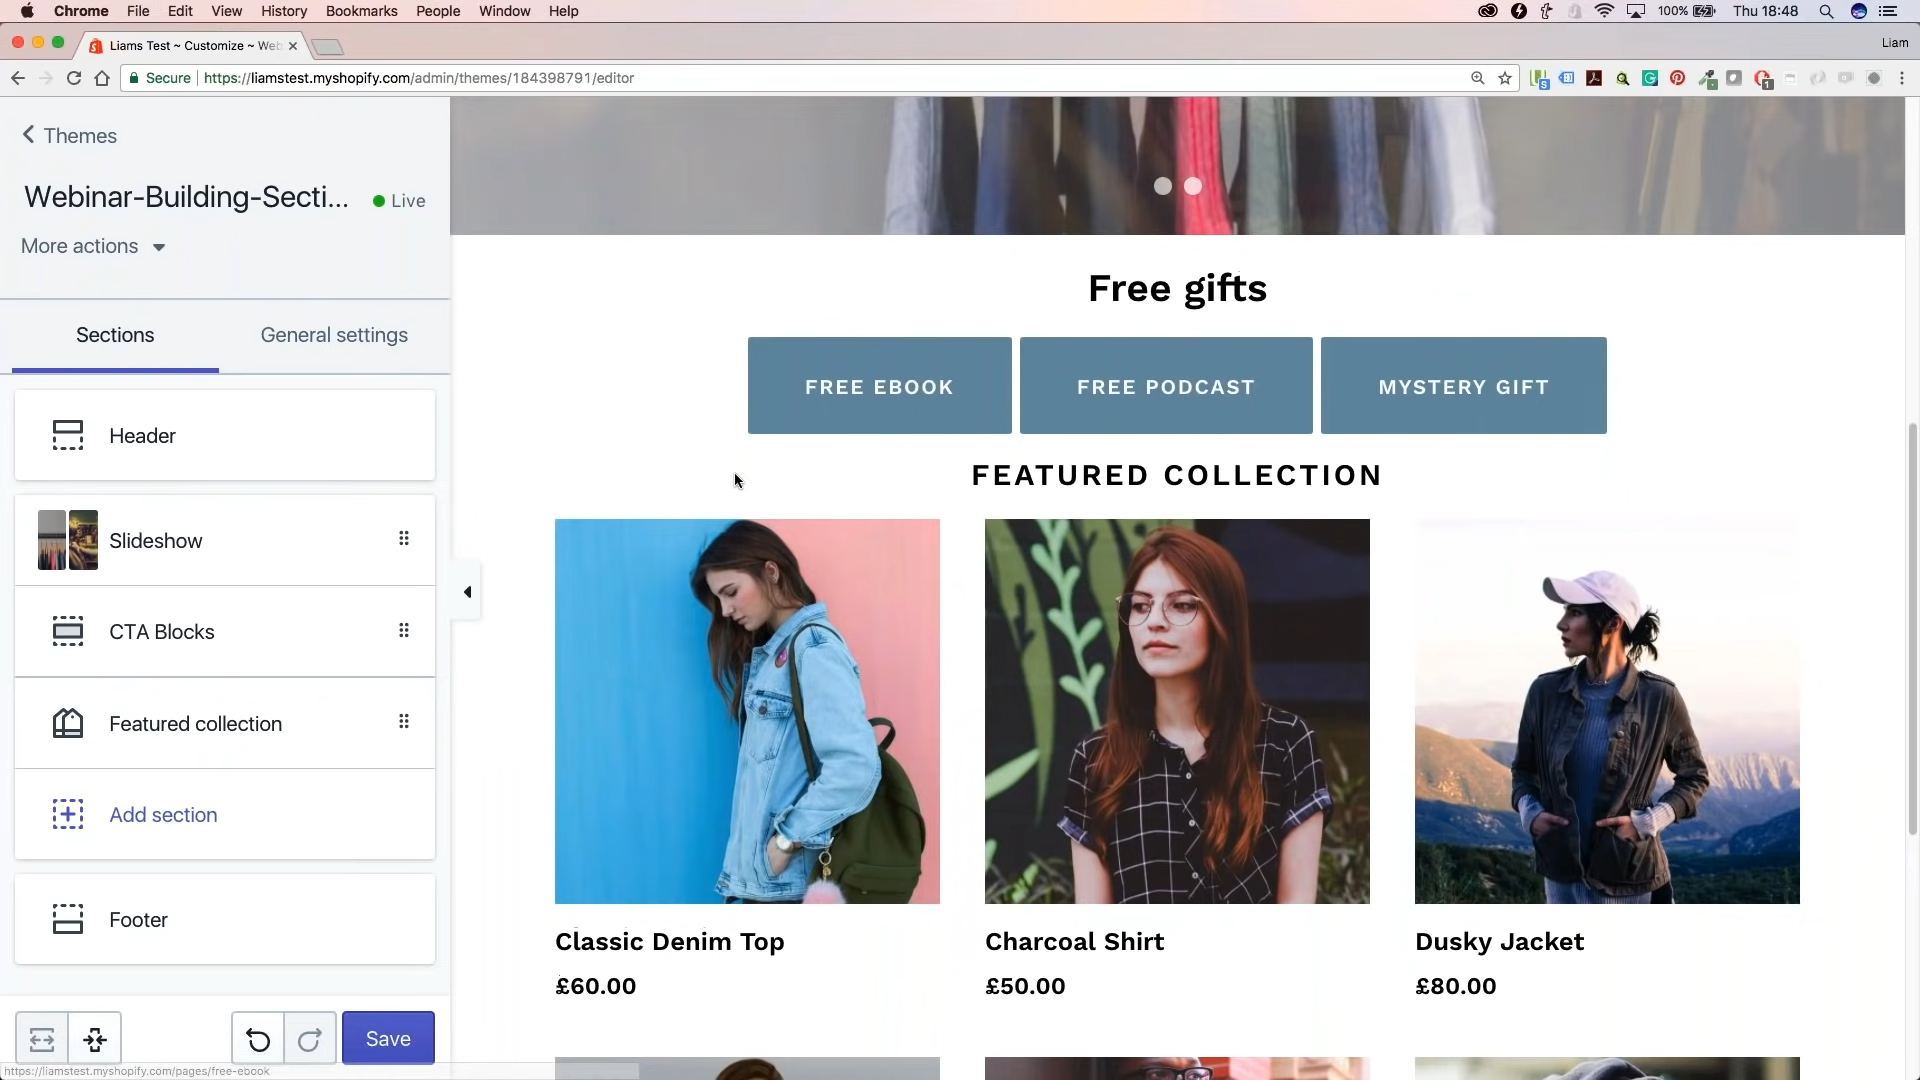 Chrome File Edit View History Bookmarks People Window Help
100% Thu 18:48
Liams Test ~ Customize ~ Web
Liam
Secure https://liamstest.myshopify.com/admin/themes/184398791/editor
Themes
Webinar-Building-Secti... Live
More actions
Sections General settings
Header
Slideshow
CTA Blocks
Featured collection
Add section
Footer
Save
https://liamstest.myshopify.com/pages/free-ebook
Free gifts
FREE EBOOK FREE PODCAST MYSTERY GIFT
FEATURED COLLECTION
Classic Denim Top Charcoal Shirt Dusky Jacket
£60.00 £50.00 £80.00